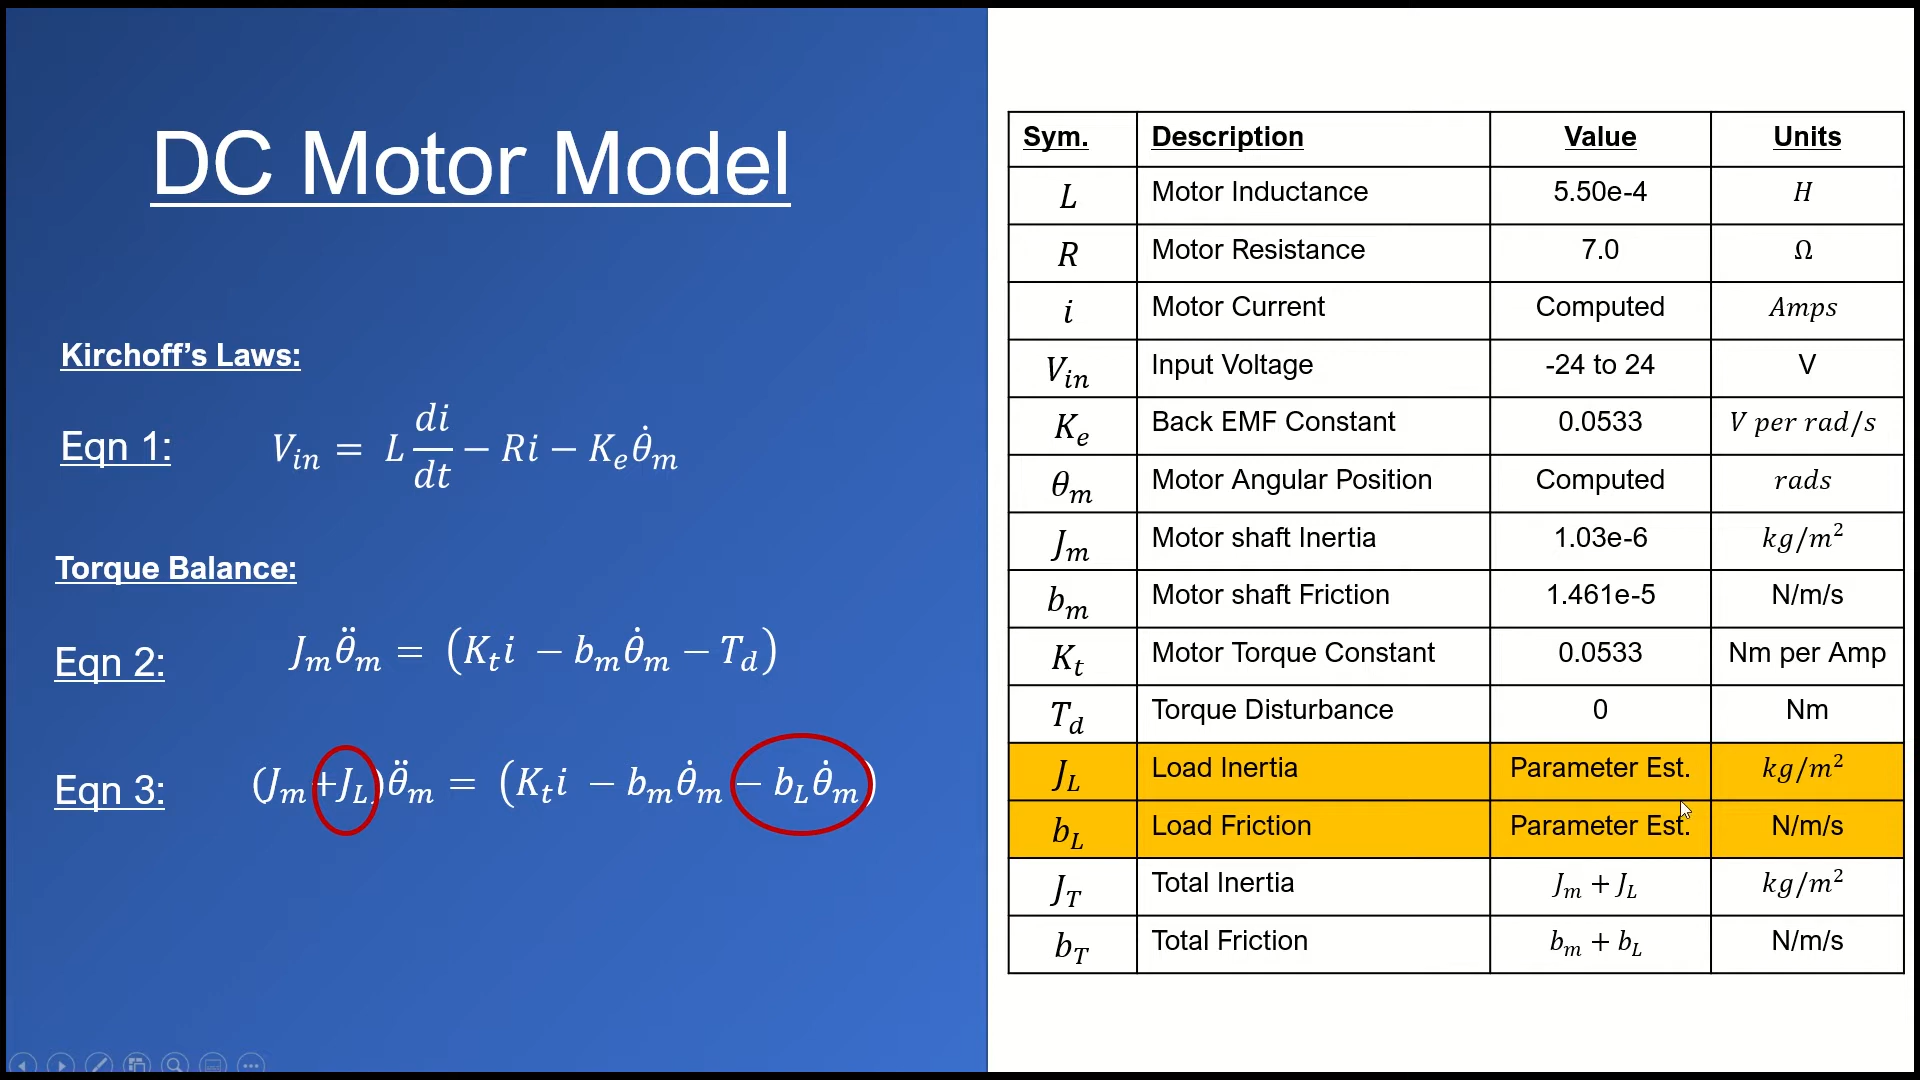 DC Motor Model
Kirchoff’s Laws:
Eqn 1: V_in = L di/dt − Ri − K_e θ̇_m
Torque Balance:
Eqn 2: J_m θ̈_m = (K_t i − b_m θ̇_m − T_d)
Eqn 3: (J_m+J_L)θ̈_m = (K_t i − b_m θ̇_m − b_L θ̇_m)
Sym. Description Value Units
L Motor Inductance 5.50e-4 H
R Motor Resistance 7.0 Ω
i Motor Current Computed Amps
V_in Input Voltage -24 to 24 V
K_e Back EMF Constant 0.0533 V per rad/s
θ_m Motor Angular Position Computed rads
J_m Motor shaft Inertia 1.03e-6 kg/m²
b_m Motor shaft Friction 1.461e-5 N/m/s
K_t Motor Torque Constant 0.0533 Nm per Amp
T_d Torque Disturbance 0 Nm
J_L Load Inertia Parameter Est. kg/m²
b_L Load Friction Parameter Est. N/m/s
J_T Total Inertia J_m + J_L kg/m²
b_T Total Friction b_m + b_L N/m/s